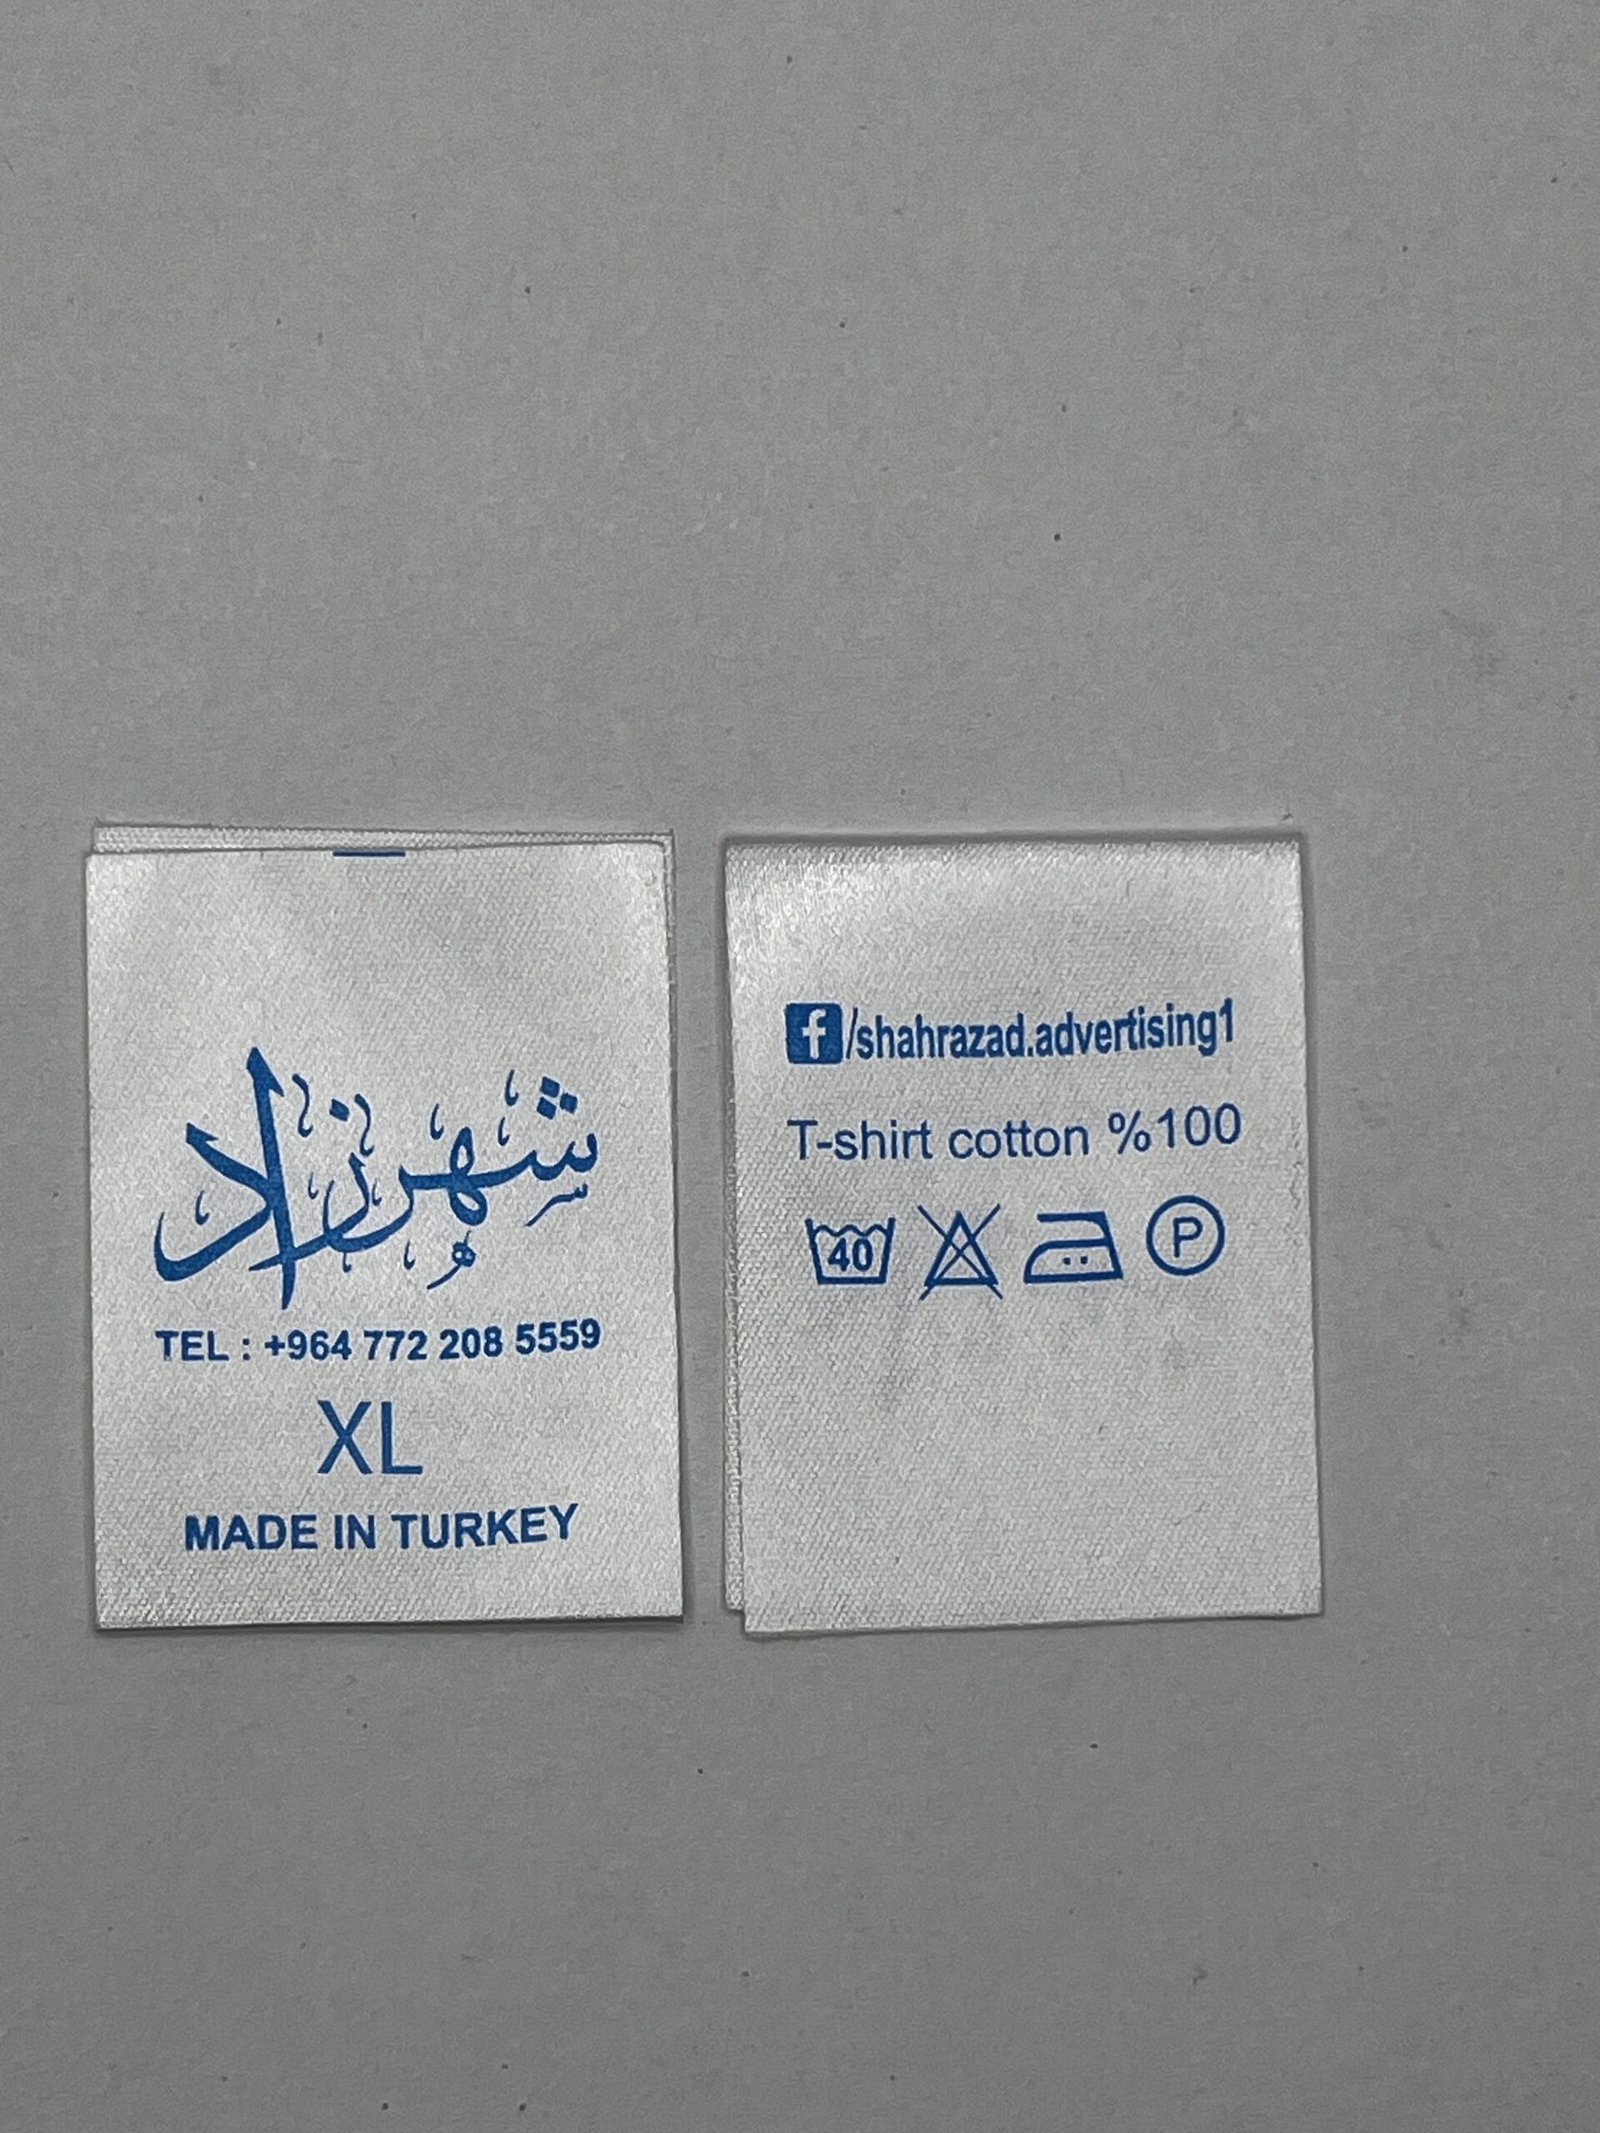 شهرزاد
TEL : +964 772 208 5559
XL
MADE IN TURKEY
f/shahrazad.advertising1
T-shirt cotton %100
40
P